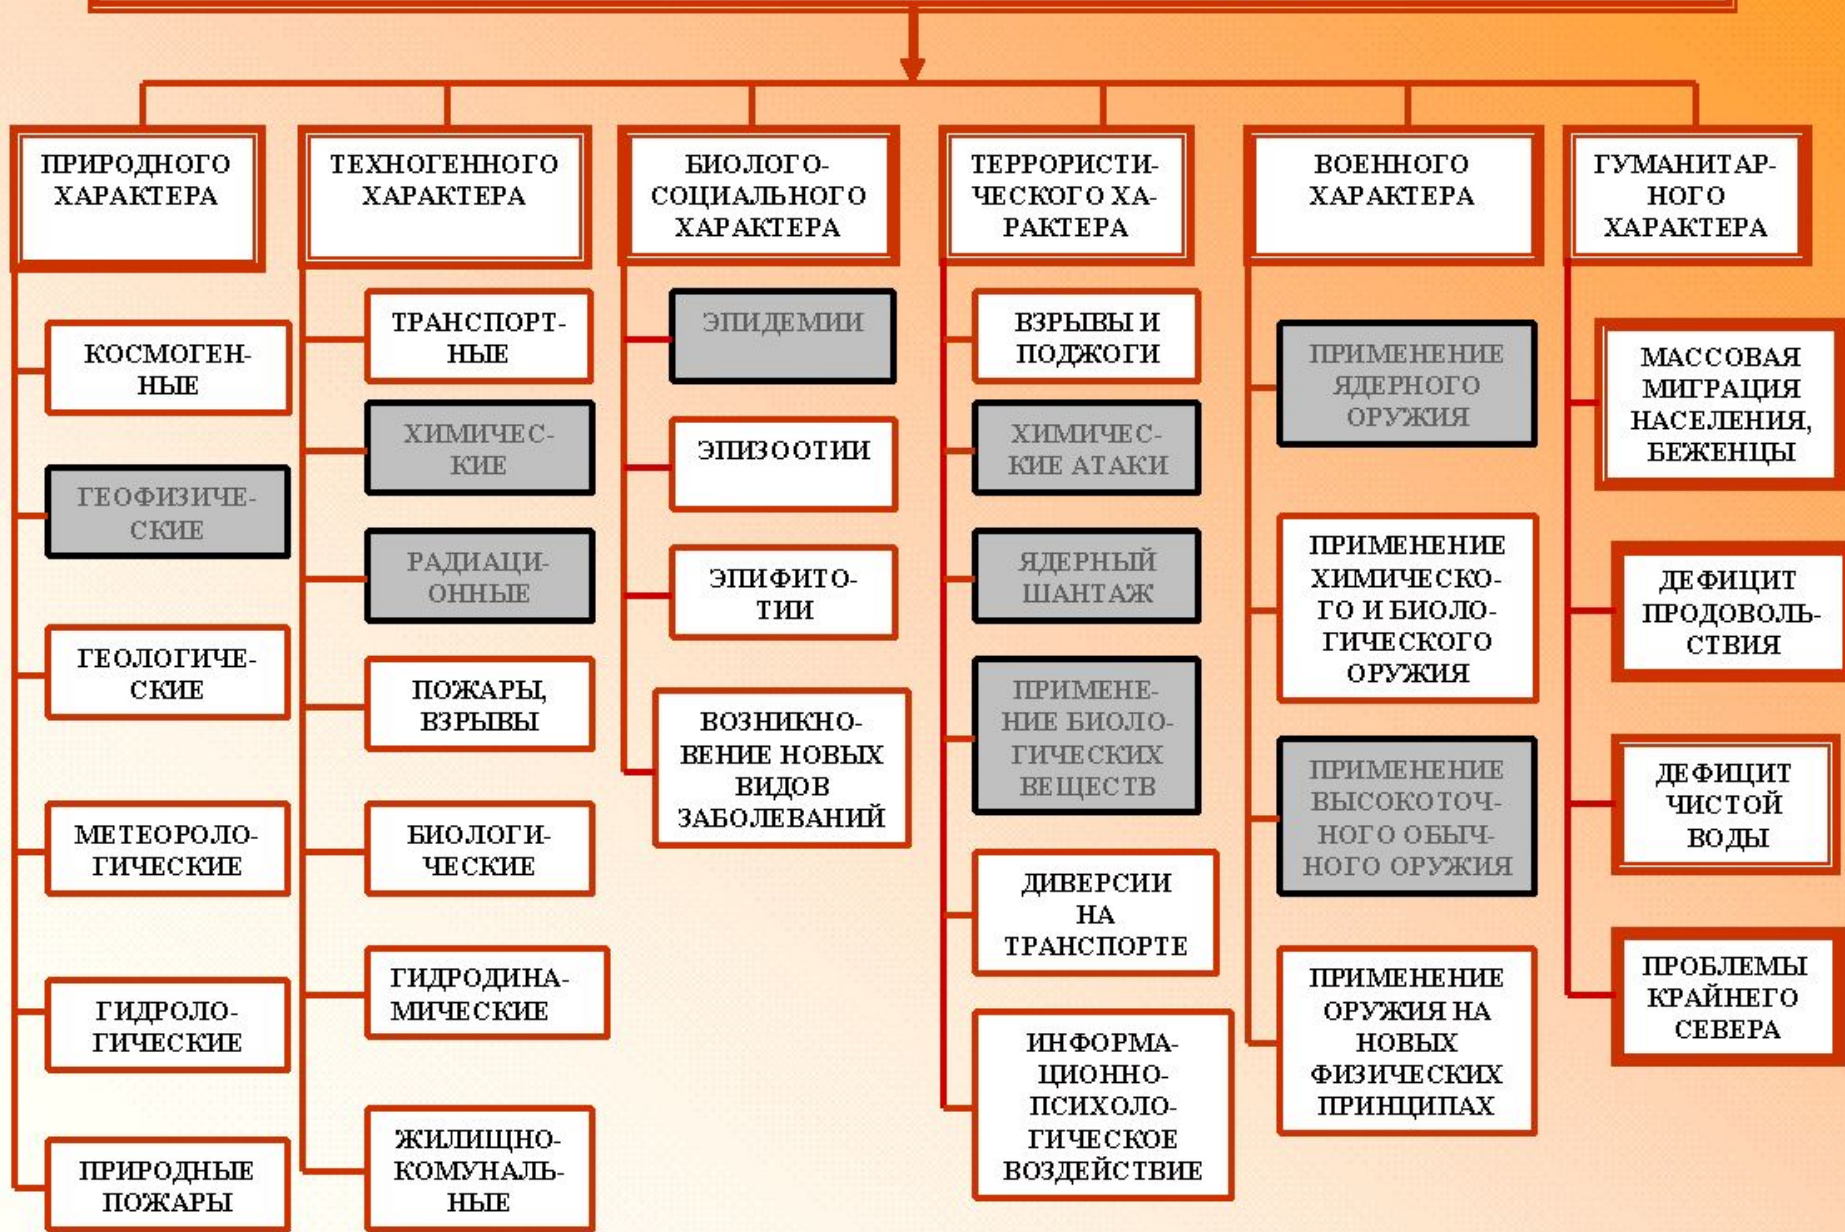 ПРИРОДНОГО
ХАРАКТЕРА
ТЕХНОГЕННОГО
ХАРАКТЕРА
БИОЛОГО-
СОЦИАЛЬНОГО
ХАРАКТЕРА
ТЕРРОРИСТИ-
ЧЕСКОГО ХА-
РАКТЕРА
ВОЕННОГО
ХАРАКТЕРА
ГУМАНИТАР-
НОГО
ХАРАКТЕРА
КОСМОГЕН-
НЫЕ
ГЕОФИЗИЧЕ-
СКИЕ
ГЕОЛОГИЧЕ-
СКИЕ
МЕТЕОРОЛО-
ГИЧЕСКИЕ
ГИДРОЛО-
ГИЧЕСКИЕ
ПРИРОДНЫЕ
ПОЖАРЫ
ТРАНСПОРТ-
НЫЕ
ХИМИЧЕС-
КИЕ
РАДИАЦИ-
ОННЫЕ
ПОЖАРЫ,
ВЗРЫВЫ
БИОЛОГИ-
ЧЕСКИЕ
ГИДРОДИНА-
МИЧЕСКИЕ
ЖИЛИЩНО-
КОМУНАЛЬ-
НЫЕ
ЭПИДЕМИИ
ЭПИЗООТИИ
ЭПИФИТО-
ТИИ
ВОЗНИКНО-
ВЕНИЕ НОВЫХ
ВИДОВ
ЗАБОЛЕВАНИЙ
ВЗРЫВЫ И
ПОДЖОГИ
ХИМИЧЕС-
КИЕ АТАКИ
ЯДЕРНЫЙ
ШАНТАЖ
ПРИМЕНЕ-
НИЕ БИОЛО-
ГИЧЕСКИХ
ВЕЩЕСТВ
ДИВЕРСИИ
НА
ТРАНСПОРТЕ
ИНФОРМА-
ЦИОННО-
ПСИХОЛО-
ГИЧЕСКОЕ
ВОЗДЕЙСТВИЕ
ПРИМЕНЕНИЕ
ЯДЕРНОГО
ОРУЖИЯ
ПРИМЕНЕНИЕ
ХИМИЧЕСКО-
ГО И БИОЛО-
ГИЧЕСКОГО
ОРУЖИЯ
ПРИМЕНЕНИЕ
ВЫСОКОТОЧ-
НОГО ОБЫЧ-
НОГО ОРУЖИЯ
ПРИМЕНЕНИЕ
ОРУЖИЯ НА
НОВЫХ
ФИЗИЧЕСКИХ
ПРИНЦИПАХ
МАССОВАЯ
МИГРАЦИЯ
НАСЕЛЕНИЯ,
БЕЖЕНЦЫ
ДЕФИЦИТ
ПРОДОВОЛЬ-
СТВИЯ
ДЕФИЦИТ
ЧИСТОЙ
ВОДЫ
ПРОБЛЕМЫ
КРАЙНЕГО
СЕВЕРА